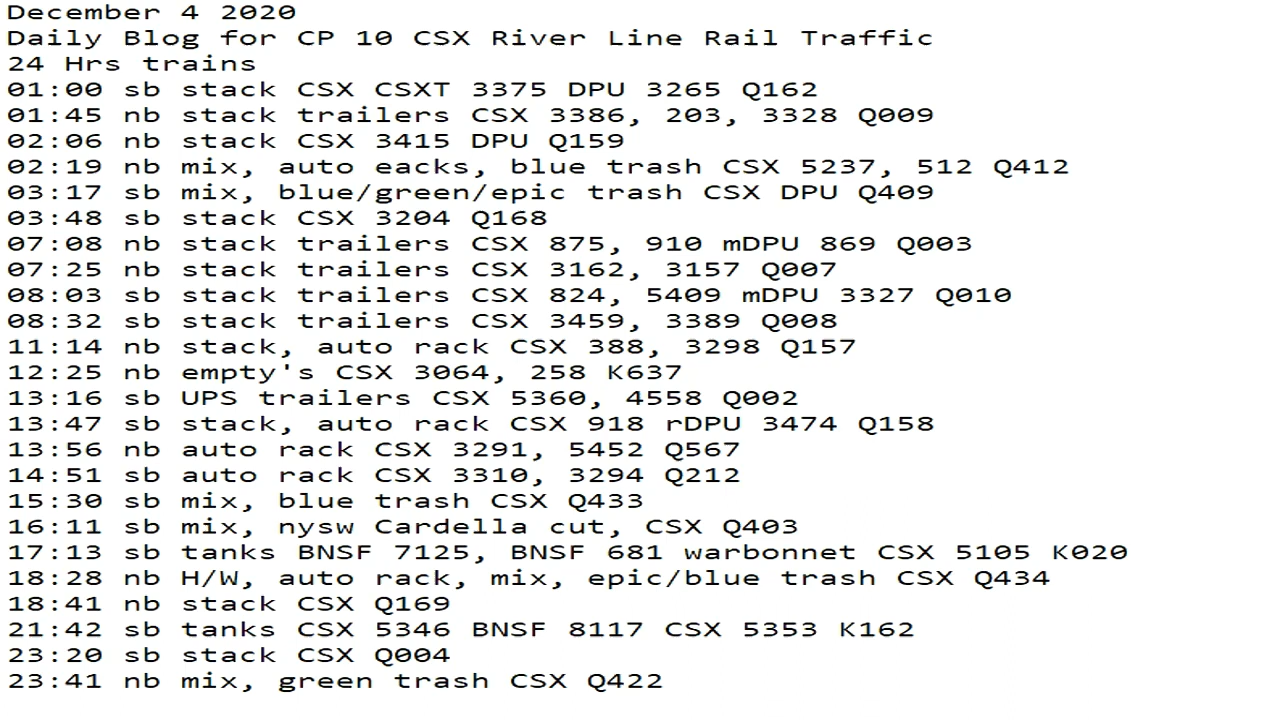 December 4 2020
Daily Blog for CP 10 CSX River Line Rail Traffic
24 Hrs trains
01:00 sb stack CSX CSXT 3375 DPU 3265 Q162
01:45 nb stack trailers CSX 3386, 203, 3328 Q009
02:06 nb stack CSX 3415 DPU Q159
02:19 nb mix, auto eacks, blue trash CSX 5237, 512 Q412
03:17 sb mix, blue/green/epic trash CSX DPU Q409
03:48 sb stack CSX 3204 Q168
07:08 nb stack trailers CSX 875, 910 mDPU 869 Q003
07:25 nb stack trailers CSX 3162, 3157 Q007
08:03 sb stack trailers CSX 824, 5409 mDPU 3327 Q010
08:32 sb stack trailers CSX 3459, 3389 Q008
11:14 nb stack, auto rack CSX 388, 3298 Q157
12:25 nb empty's CSX 3064, 258 K637
13:16 sb UPS trailers CSX 5360, 4558 Q002
13:47 sb stack, auto rack CSX 918 rDPU 3474 Q158
13:56 nb auto rack CSX 3291, 5452 Q567
14:51 sb auto rack CSX 3310, 3294 Q212
15:30 sb mix, blue trash CSX Q433
16:11 sb mix, nysw Cardella cut, CSX Q403
17:13 sb tanks BNSF 7125, BNSF 681 warbonnet CSX 5105 K020
18:28 nb H/W, auto rack, mix, epic/blue trash CSX Q434
18:41 nb stack CSX Q169
21:42 sb tanks CSX 5346 BNSF 8117 CSX 5353 K162
23:20 sb stack CSX Q004
23:41 nb mix, green trash CSX Q422